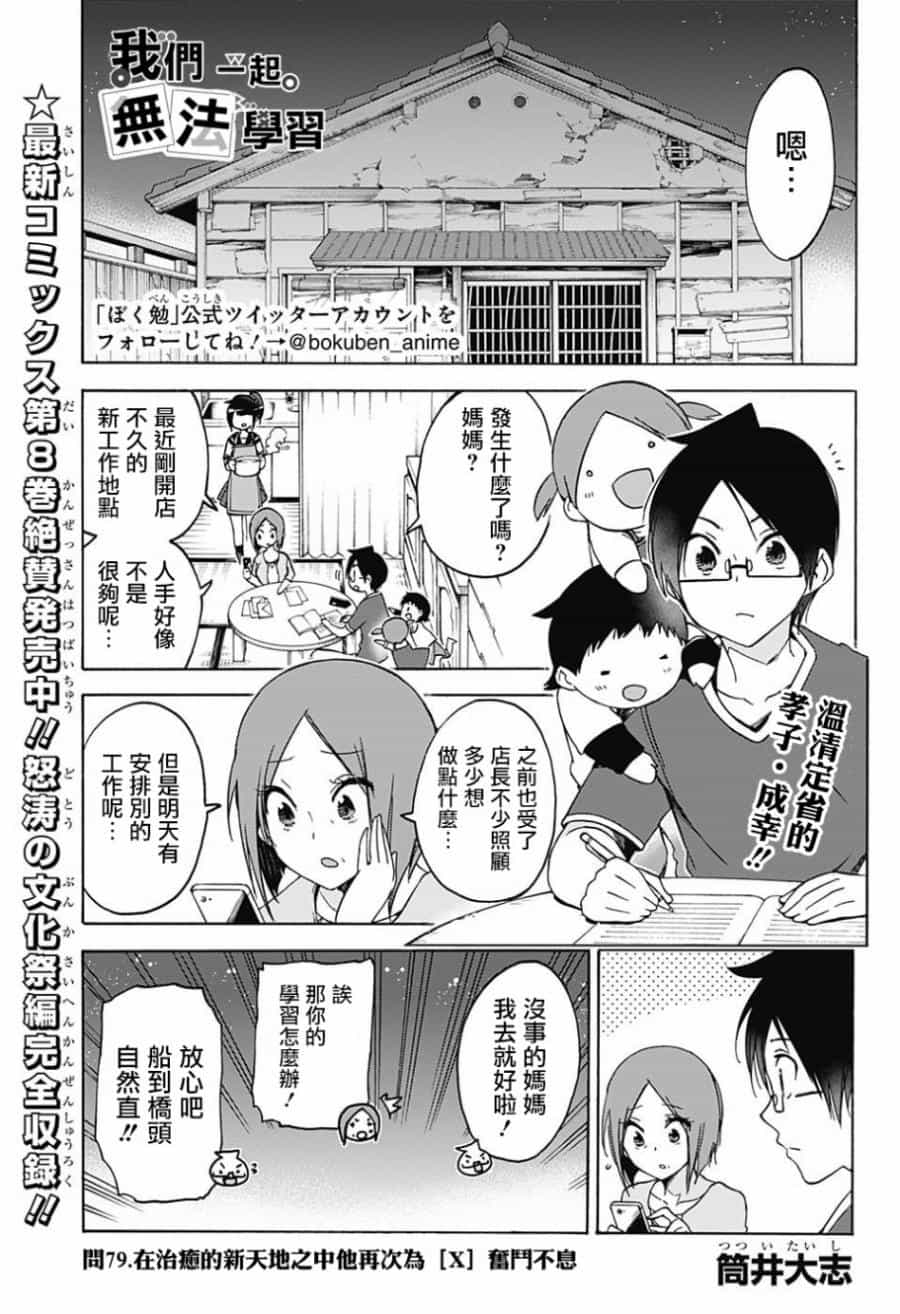 我們一起。
無法學習
嗯…
「ぼく勉」公式ツイッターアカウントを
フォローしてね！→@bokuben_anime
★最新コミックス第8巻絶賛発売中!!怒涛の文化祭編完全収録!!
發生什麼了嗎？
媽媽？
最近剛開店
不久的
新工作地點
人手好像
不是
很夠呢…
溫清定省的
孝子・成幸!!
之前也受了
店長不少照顧
多少想
做點什麼…
但是明天有
安排別的
工作呢…
沒事的媽媽
我去就好啦！
誒
那你的
學習怎麼辦！
放心吧
船到橋頭
自然直!!
問79.在治癒的新天地之中他再次為［X］奮鬥不息
筒井大志